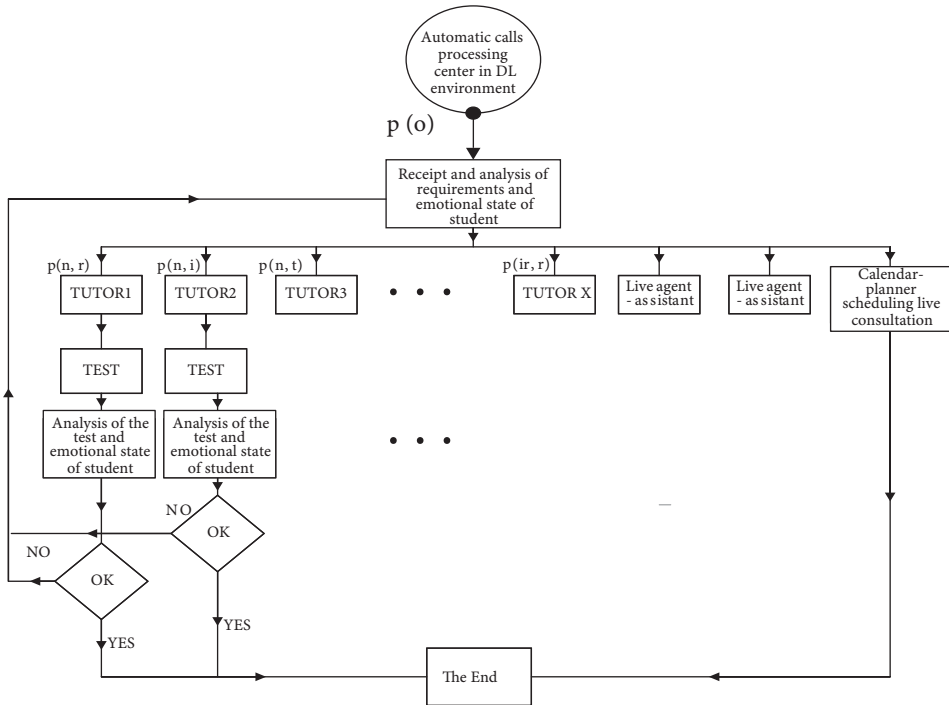 Automatic calls
processing
center in DL
environment
p (o)
Receipt and analysis of
requirements and
emotional state of
student
p(n, r)
p(n, i)
p(n, t)
p(ir, r)
TUTOR1
TUTOR2
TUTOR3
• • •
TUTOR X
Live agent
- as sistant
Live agent
- as sistant
Calendar-
planner
scheduling live
consultation
TEST
TEST
Analysis of the
test and
emotional state
of student
Analysis of the
test and
emotional state
of student
• • •
NO
OK
NO
OK
YES
YES
The End